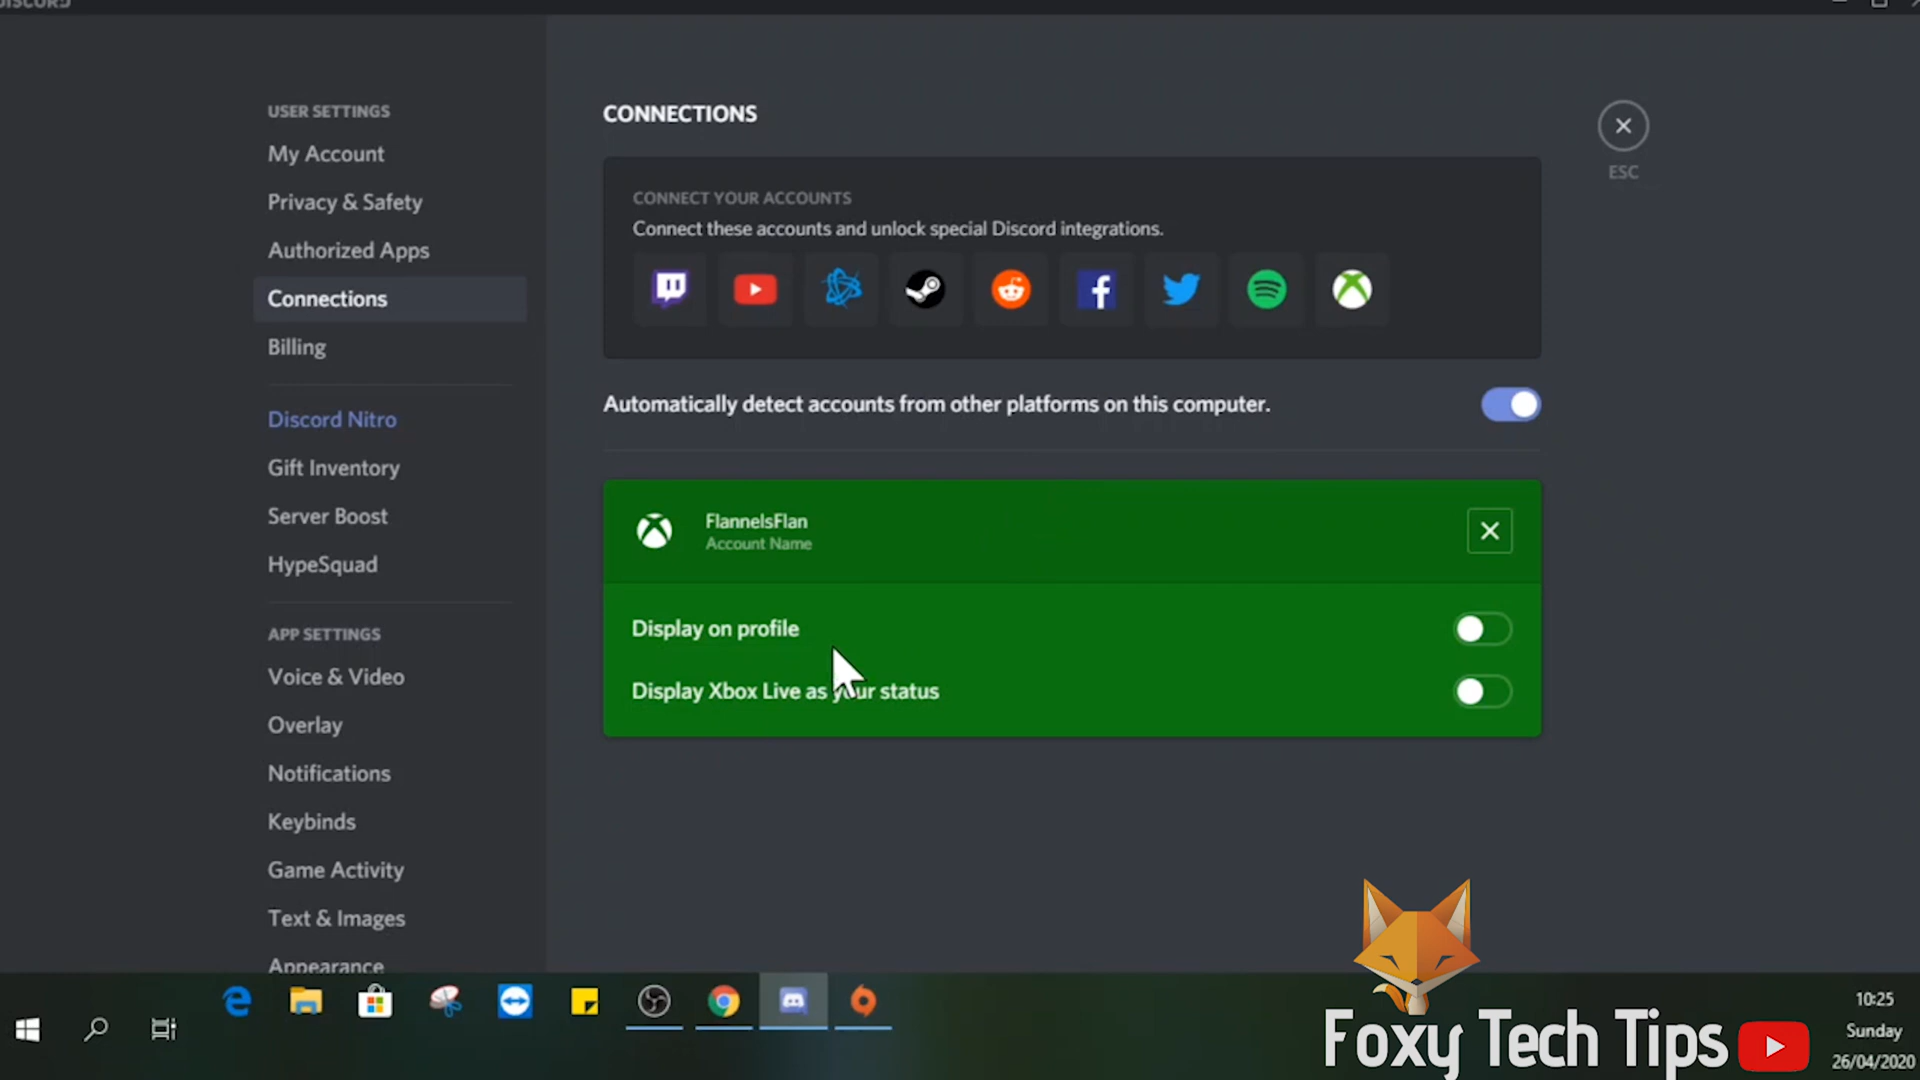 DISCORD
USER SETTINGS
My Account
Privacy & Safety
Authorized Apps
Connections
Billing
Discord Nitro
Gift Inventory
Server Boost
HypeSquad
APP SETTINGS
Voice & Video
Overlay
Notifications
Keybinds
Game Activity
Text & Images
Appearance
CONNECTIONS
ESC
CONNECT YOUR ACCOUNTS
Connect these accounts and unlock special Discord integrations.
Automatically detect accounts from other platforms on this computer.
FlannelsFlan
Account Name
Display on profile
Display Xbox Live as your status
Foxy Tech Tips
10:25
Sunday
26/04/2020